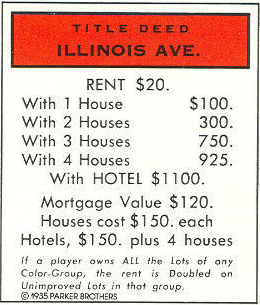 TITLE DEED
ILLINOIS AVE.
RENT $20.
With 1 House $100.
With 2 Houses 300.
With 3 Houses 750.
With 4 Houses 925.
With HOTEL $1100.
Mortgage Value $120.
Houses cost $150. each
Hotels, $150. plus 4 houses
If a player owns ALL the Lots of any
Color-Group, the rent is Doubled on
Unimproved Lots in that group.
©1935 PARKER BROTHERS